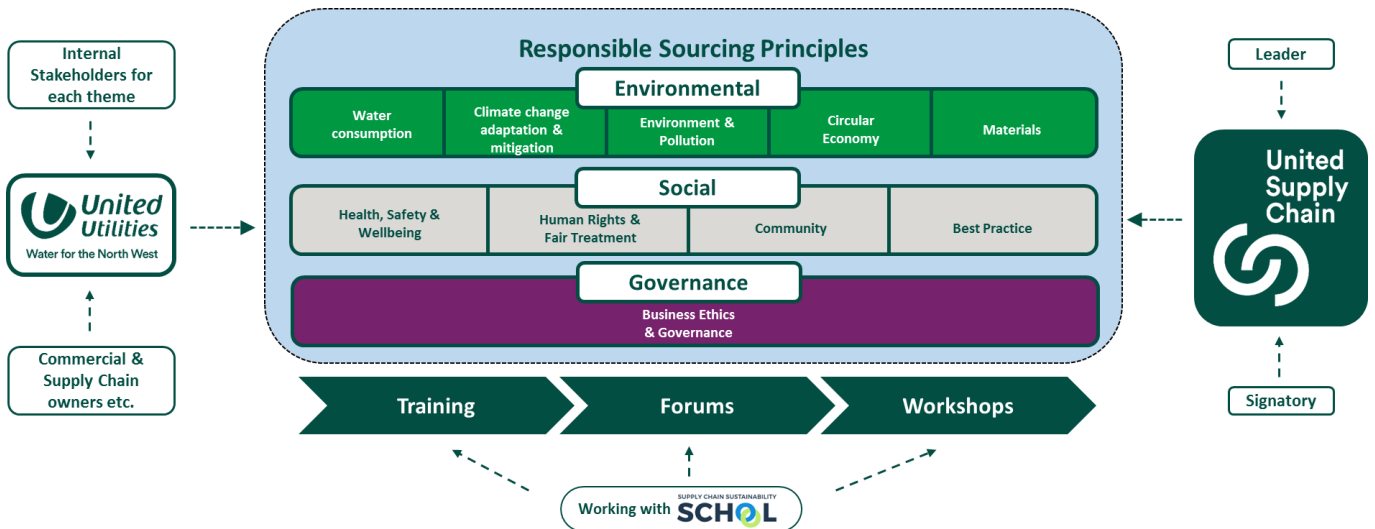 Internal
Stakeholders for
each theme
United
Utilities
Water for the North West
Commercial &
Supply Chain
owners etc.
Responsible Sourcing Principles
Environmental
Water
consumption
Climate change
adaptation &
mitigation
Environment &
Pollution
Circular
Economy
Materials
Social
Health, Safety &
Wellbeing
Human Rights &
Fair Treatment
Community
Best Practice
Governance
Business Ethics
& Governance
Training
Forums
Workshops
Working with
SUPPLY CHAIN SUSTAINABILITY
SCHOOL
Leader
United
Supply
Chain
Signatory